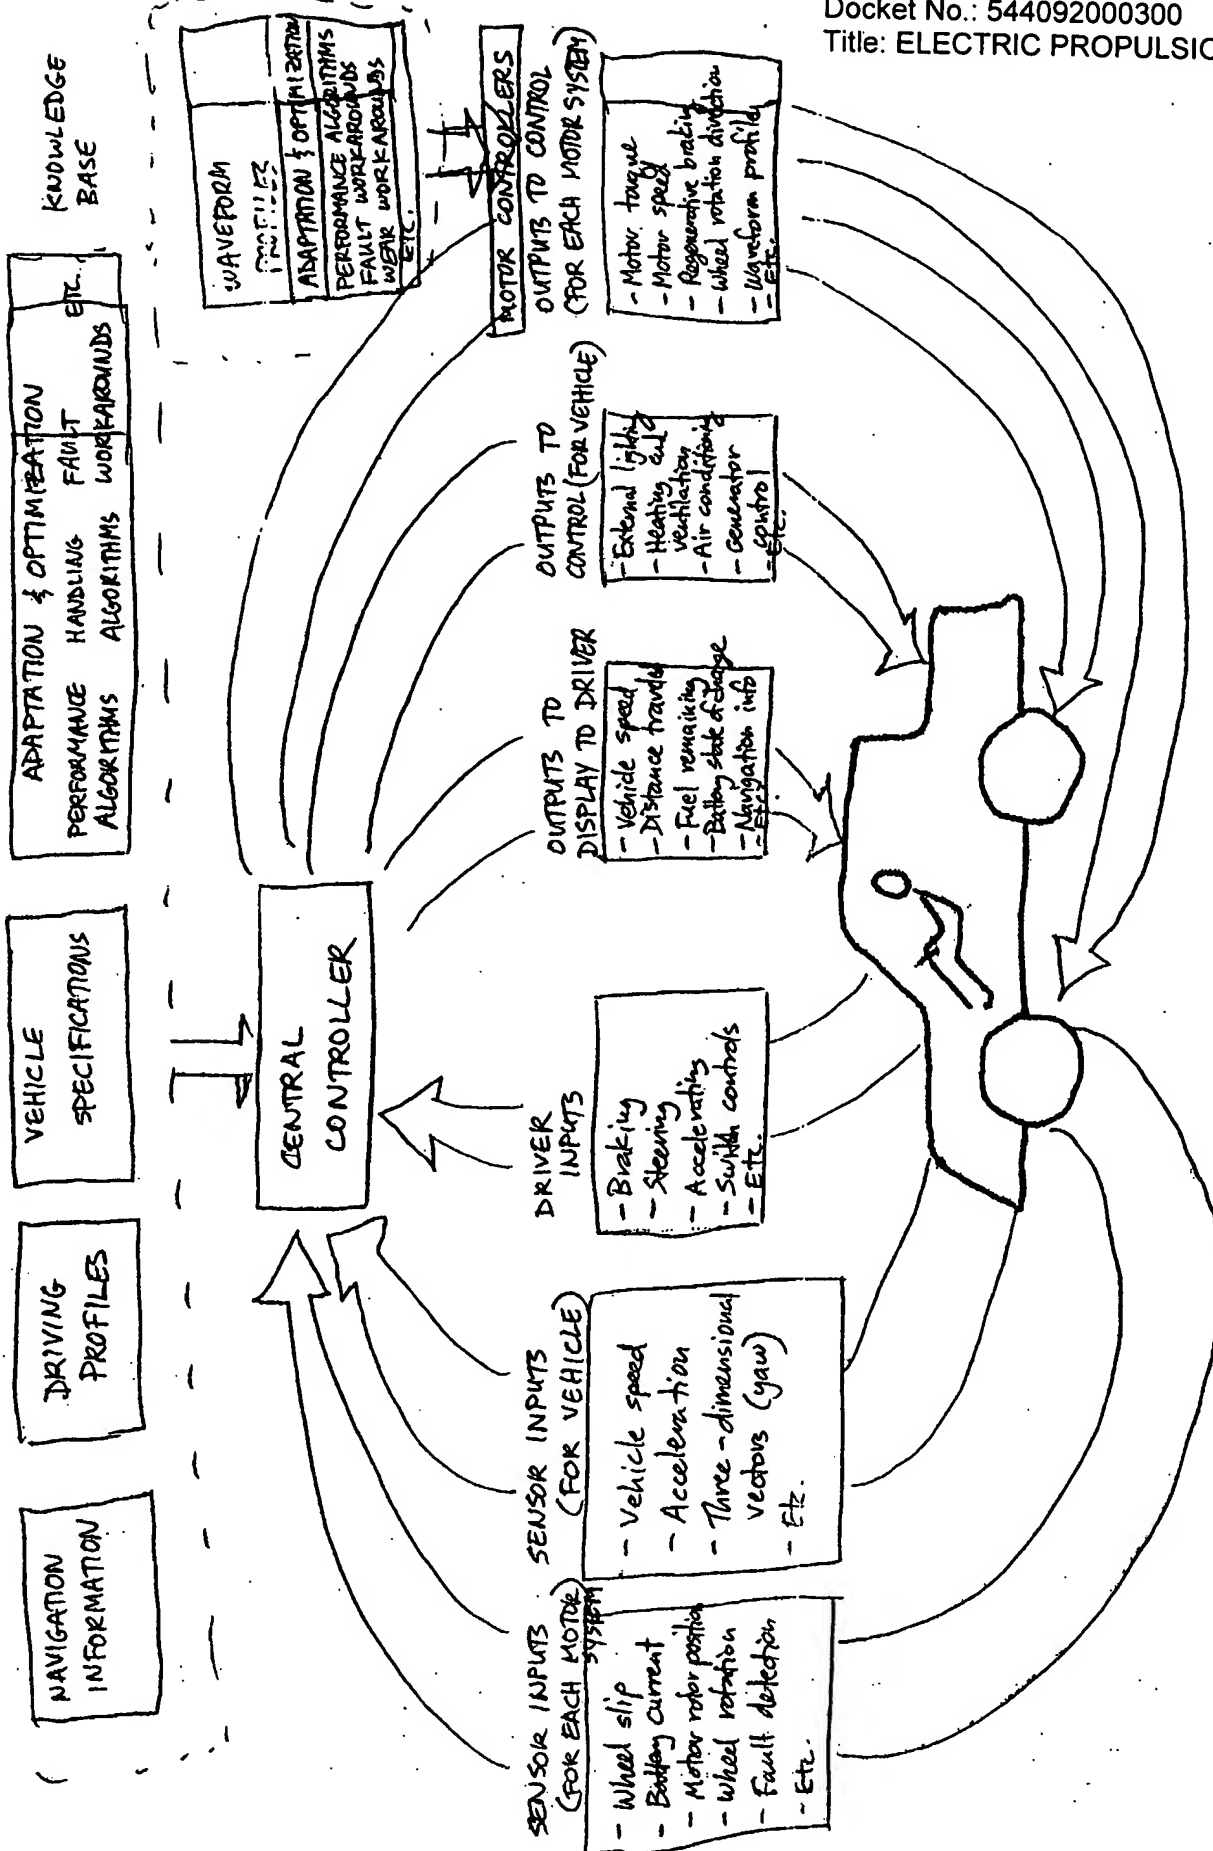 Docket No.: 544092000300
Title: ELECTRIC PROPULSIO
NAVIGATION
INFORMATION
DRIVING
PROFILES
VEHICLE
SPECIFICATIONS
ADAPTATION & OPTIMIZATION
PERFORMANCE
ALGORITHMS
HANDLING
ALGORITHMS
FAULT
WORKAROUNDS
ETC.
KNOWLEDGE
BASE
WAVEFORM
PROFILES
ADAPTATION & OPTIMIZATION
PERFORMANCE ALGORITHMS
FAULT WORKAROUNDS
WEAR WORKAROUNDS
ETC.
CENTRAL
CONTROLLER
MOTOR CONTROLLERS
SENSOR INPUTS
(FOR EACH MOTOR
SYSTEM)
- Wheel slip
- Battery current
- Motor rotor position
- Wheel rotation
- Fault detection
- Etc.
SENSOR INPUTS
(FOR VEHICLE)
- Vehicle speed
- Acceleration
- Three-dimensional
vectors (yaw)
- Etc.
DRIVER
INPUTS
- Braking
- Steering
- Accelerating
- Switch controls
- Etc.
OUTPUTS TO
DISPLAY TO DRIVER
- Vehicle speed
- Distance traveled
- Fuel remaining
- Battery state of charge
- Navigation info
- Etc.
OUTPUTS TO
CONTROL (FOR VEHICLE)
- External lighting
- Heating and
ventilation
- Air conditioning
- Generator
control
- Etc.
OUTPUTS TO CONTROL
(FOR EACH MOTOR SYSTEM)
- Motor torque
- Motor speed
- Regenerative braking
- Wheel rotation direction
- Waveform profiles
- Etc.